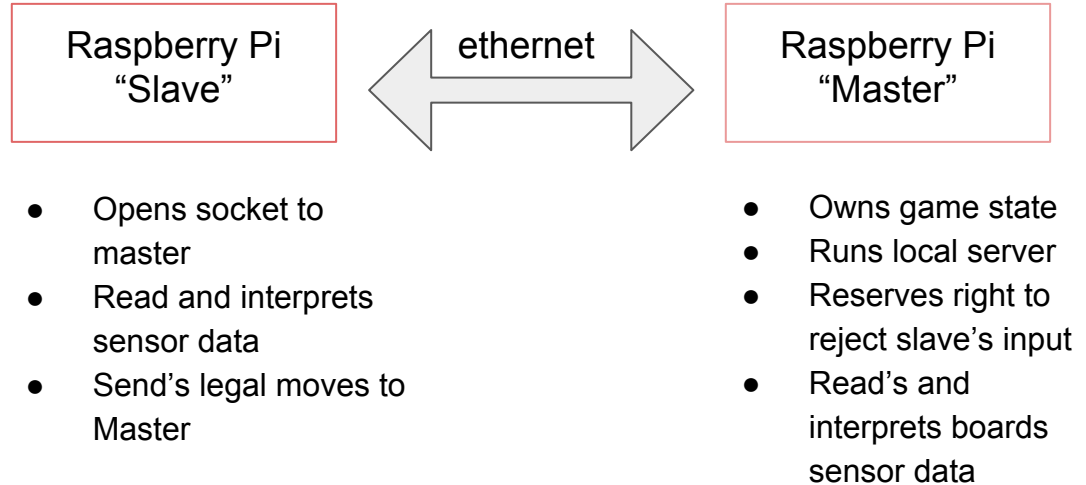 Raspberry Pi
“Slave”
ethernet
Raspberry Pi
“Master”
● Opens socket to
master
● Read and interprets
sensor data
● Send’s legal moves to
Master
● Owns game state
● Runs local server
● Reserves right to
reject slave’s input
● Read’s and
interprets boards
sensor data